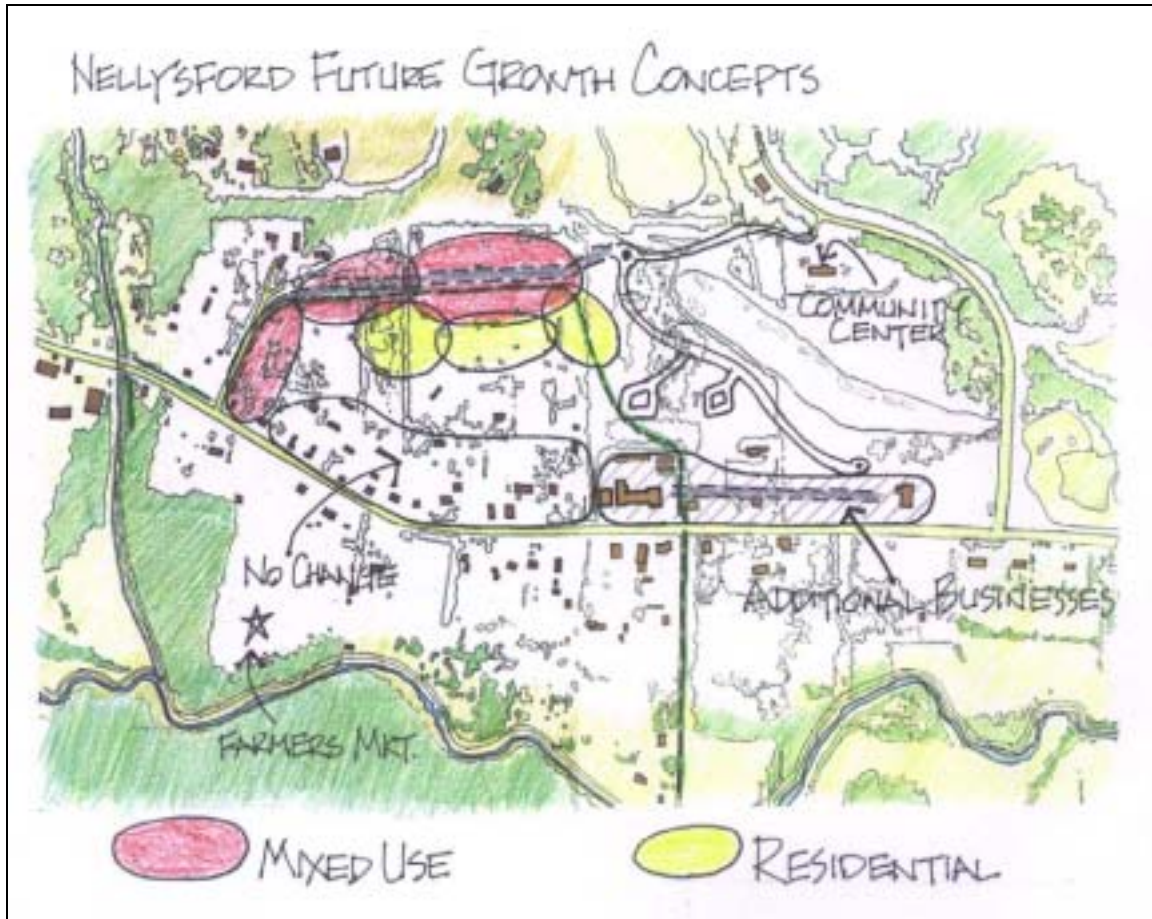 NELLYSFORD FUTURE GROWTH CONCEPTS
COMMUNITY
CENTER
NO CHANGE
ADDITIONAL BUSINESSES
FARMERS MKT.
MIXED USE
RESIDENTIAL